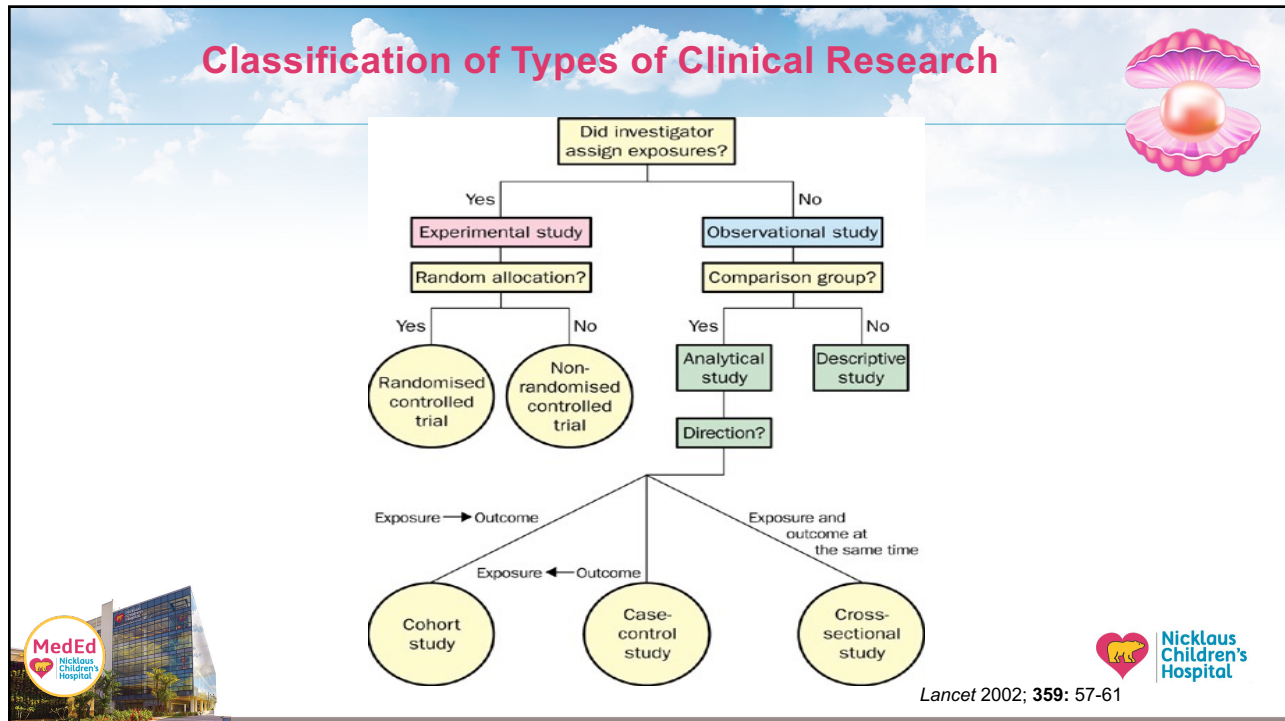 Classification of Types of Clinical Research
Did investigator
assign exposures?
Yes
No
Experimental study
Observational study
Random allocation?
Comparison group?
Yes
No
Yes
No
Randomised
controlled
trial
Non-
randomised
controlled
trial
Analytical
study
Descriptive
study
Direction?
Exposure → Outcome
Exposure and
outcome at
the same time
Exposure ← Outcome
Cohort
study
Case-
control
study
Cross-
sectional
study
MedEd
Nicklaus
Children's
Hospital
Nicklaus
Children's
Hospital
Lancet 2002; 359: 57-61